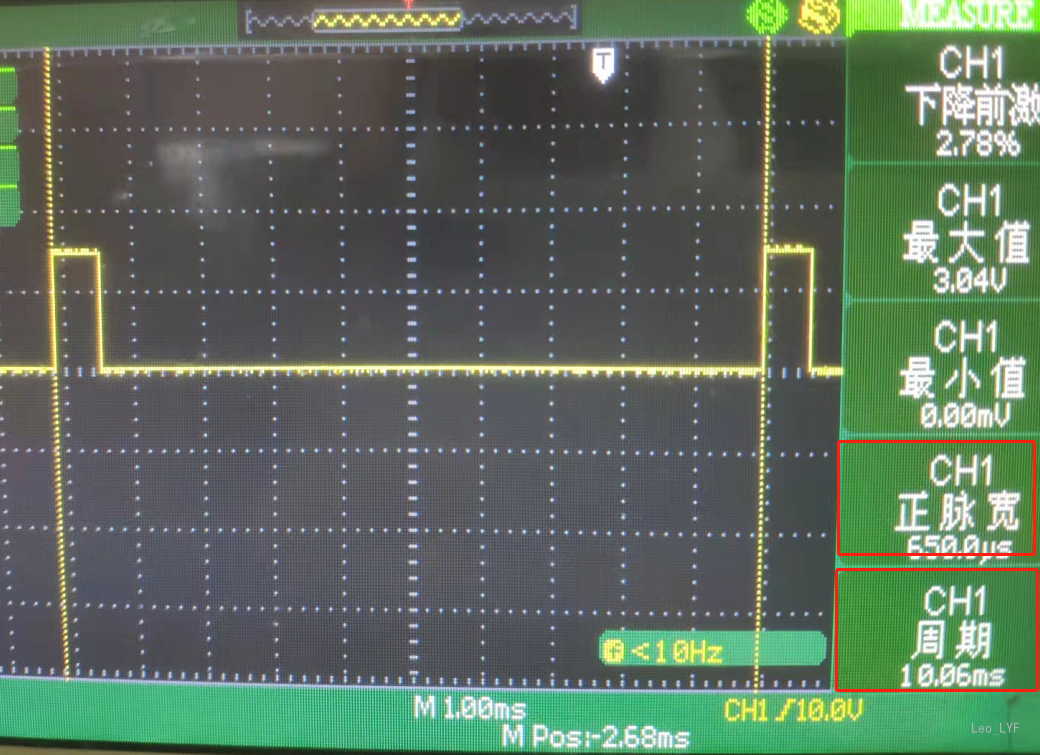 MEASURE
T
CH1
下降前激
2.78%
CH1
最大值
3.04V
CH1
最小值
0.00mV
CH1
正脉宽
650.0μs
CH1
周期
10.06ms
<10Hz
M 1.00ms
CH1 /10.0V
M Pos:-2.68ms
Leo_LYF